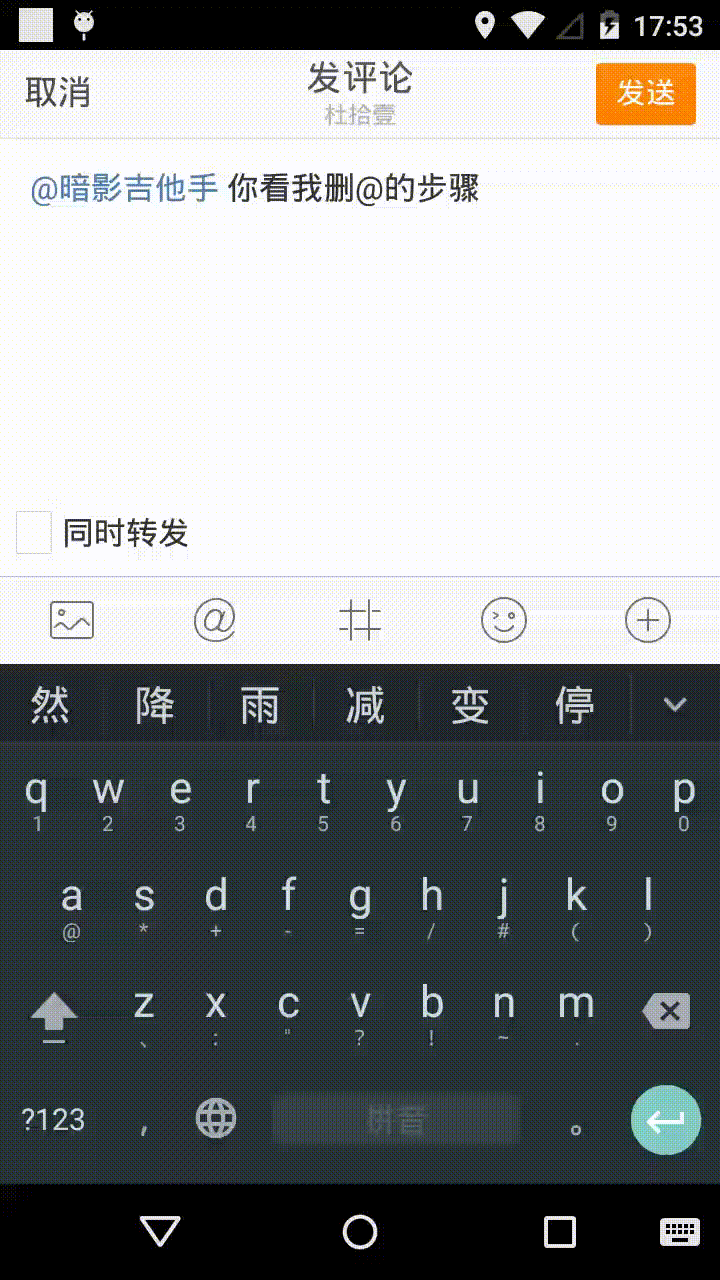 17:53
取消
发评论
杜拾壹
发送
@暗影吉他手 你看我删@的步骤
同时转发
然 降 雨 减 变 停
q w e r t y u i o p
1 2 3 4 5 6 7 8 9 0
a s d f g h j k l
@ * + - = / # ( )
z x c v b n m
、 : " ? ! ~ .
?123 , 拼音 。